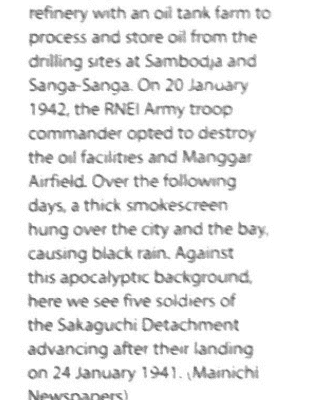 refinery with an oil tank farm to
process and store oil from the
drilling sites at Sambodja and
Sanga-Sanga. On 20 January
1942, the RNEI Army troop
commander opted to destroy
the oil facilities and Manggar
Airfield. Over the following
days, a thick smokescreen
hung over the city and the bay,
causing black rain. Against
this apocalyptic background,
here we see five soldiers of
the Sakaguchi Detachment
advancing after their landing
on 24 January 1941. (Mainichi
Newspapers)